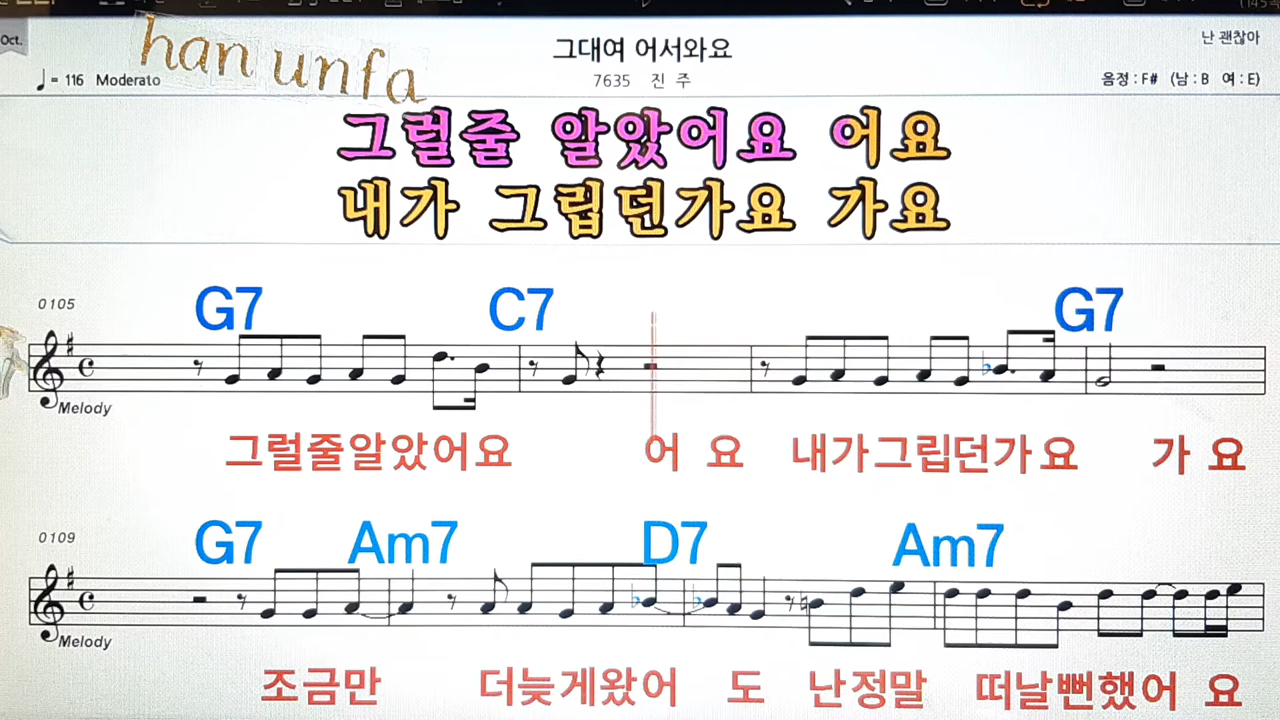 Oct.
han unfa
♩= 116 Moderato
그대여 어서와요
7635 진 주
난 괜찮아
음정 : F# (남 : B 여 : E)
그럴줄 알았어요 어요
내가 그립던가요 가요
0105
G7 C7 G7
Melody
그럴줄알았어요 어 요 내가그립던가요 가 요
0109
G7 Am7 D7 Am7
Melody
조금만 더늦게왔어 도 난정말 떠날뻔했어 요